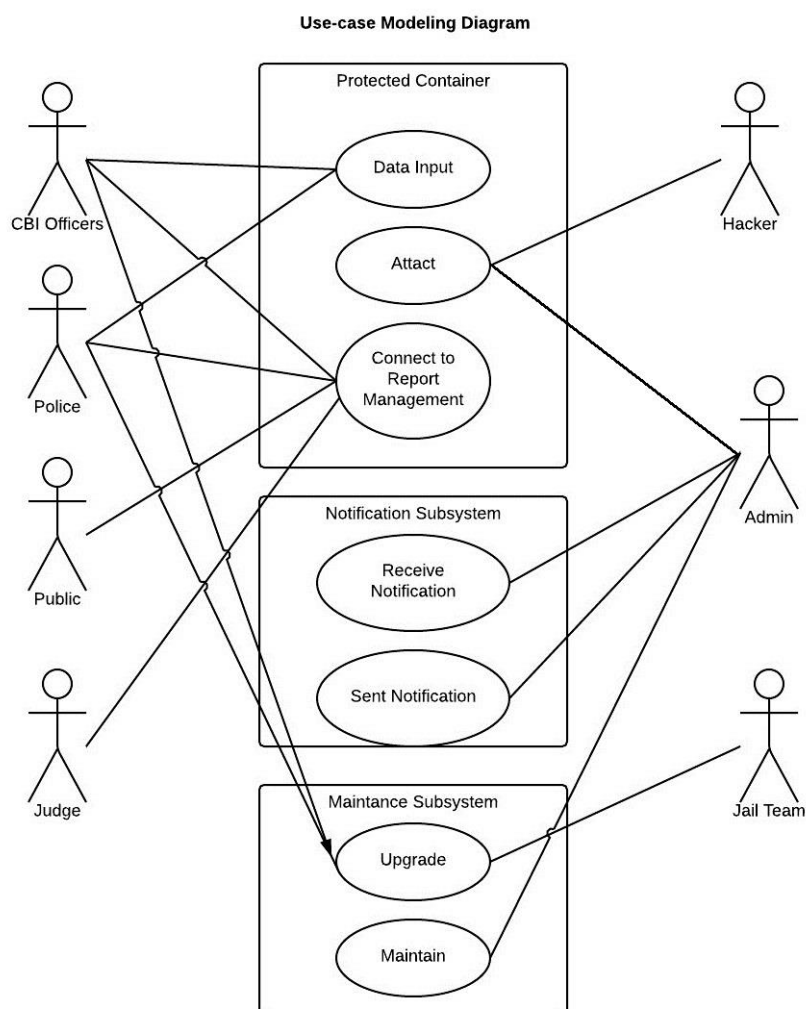 Use-case Modeling Diagram
Protected Container
CBI Officers
Data Input
Hacker
Attact
Police
Connect to
Report
Management
Admin
Public
Notification Subsystem
Receive
Notification
Sent Notification
Judge
Jail Team
Maintance Subsystem
Upgrade
Maintain